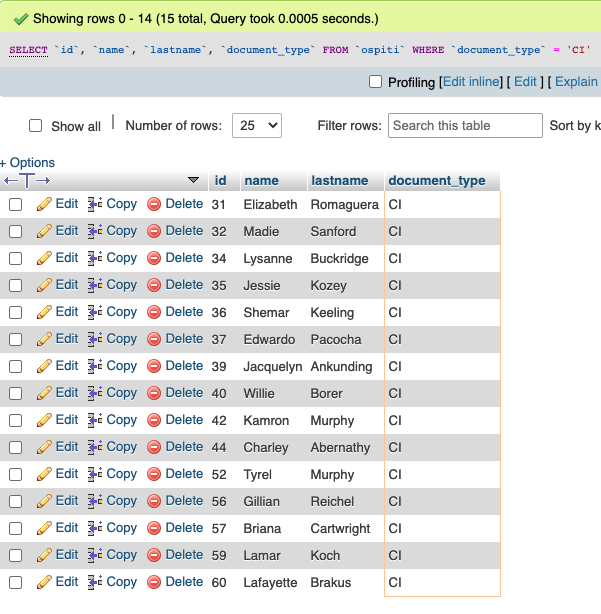 Showing rows 0 - 14 (15 total, Query took 0.0005 seconds.)
SELECT `id`, `name`, `lastname`, `document_type` FROM `ospiti` WHERE `document_type` = 'CI'
Profiling [Edit inline] [ Edit ] [ Explain
Show all | Number of rows: 25 Filter rows: Search this table Sort by k
+ Options
←T→ id name lastname document_type
Edit Copy Delete 31 Elizabeth Romaguera CI
Edit Copy Delete 32 Madie Sanford CI
Edit Copy Delete 34 Lysanne Buckridge CI
Edit Copy Delete 35 Jessie Kozey CI
Edit Copy Delete 36 Shemar Keeling CI
Edit Copy Delete 37 Edwardo Pacocha CI
Edit Copy Delete 39 Jacquelyn Ankunding CI
Edit Copy Delete 40 Willie Borer CI
Edit Copy Delete 42 Kamron Murphy CI
Edit Copy Delete 44 Charley Abernathy CI
Edit Copy Delete 52 Tyrel Murphy CI
Edit Copy Delete 56 Gillian Reichel CI
Edit Copy Delete 57 Briana Cartwright CI
Edit Copy Delete 59 Lamar Koch CI
Edit Copy Delete 60 Lafayette Brakus CI